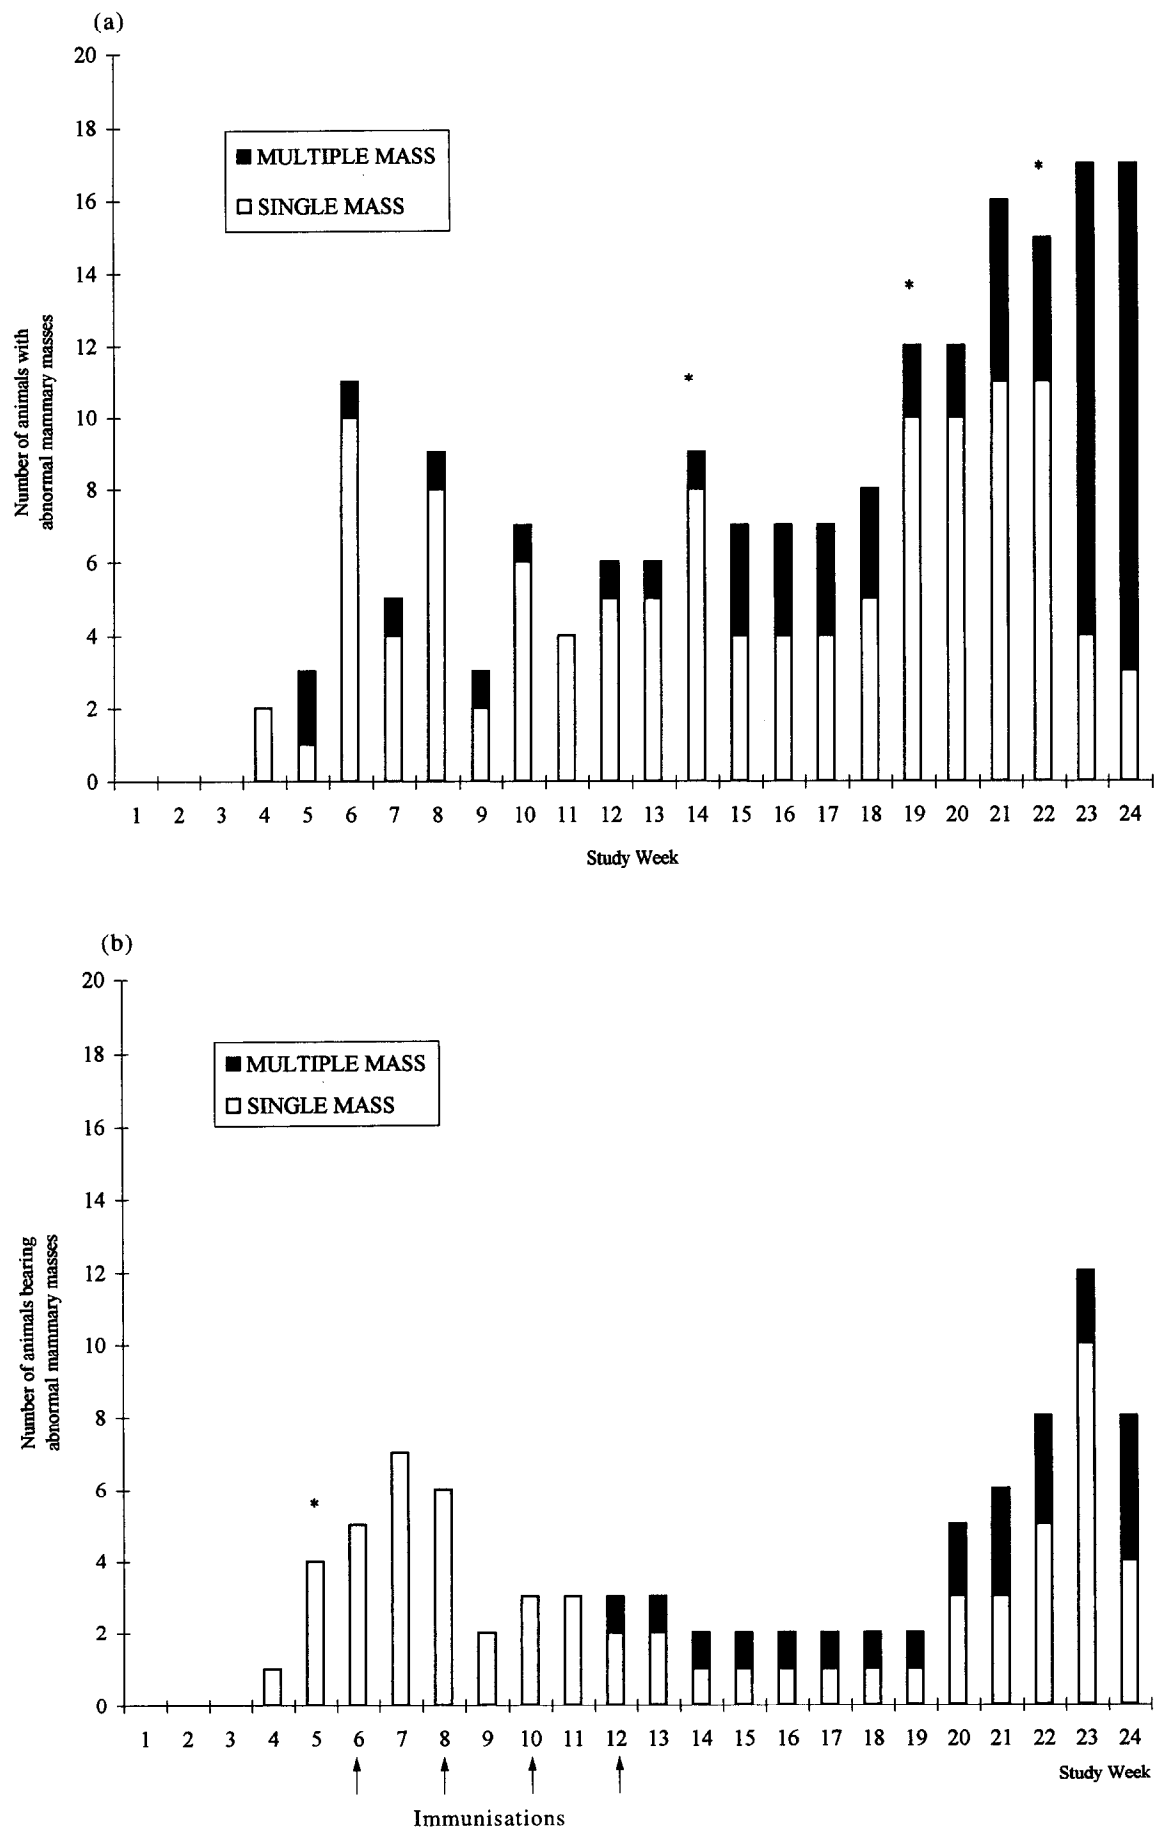 (a)
20
18
16
14
12
10
8
6
4
2
0
MULTIPLE MASS
SINGLE MASS
*
*
*
Number of animals with
abnormal mammary masses
1 2 3 4 5 6 7 8 9 10 11 12 13 14 15 16 17 18 19 20 21 22 23 24
Study Week
(b)
20
18
16
14
12
10
8
6
4
2
0
MULTIPLE MASS
SINGLE MASS
*
Number of animals bearing
abnormal mammary masses
1 2 3 4 5 6 7 8 9 10 11 12 13 14 15 16 17 18 19 20 21 22 23 24
Study Week
Immunisations